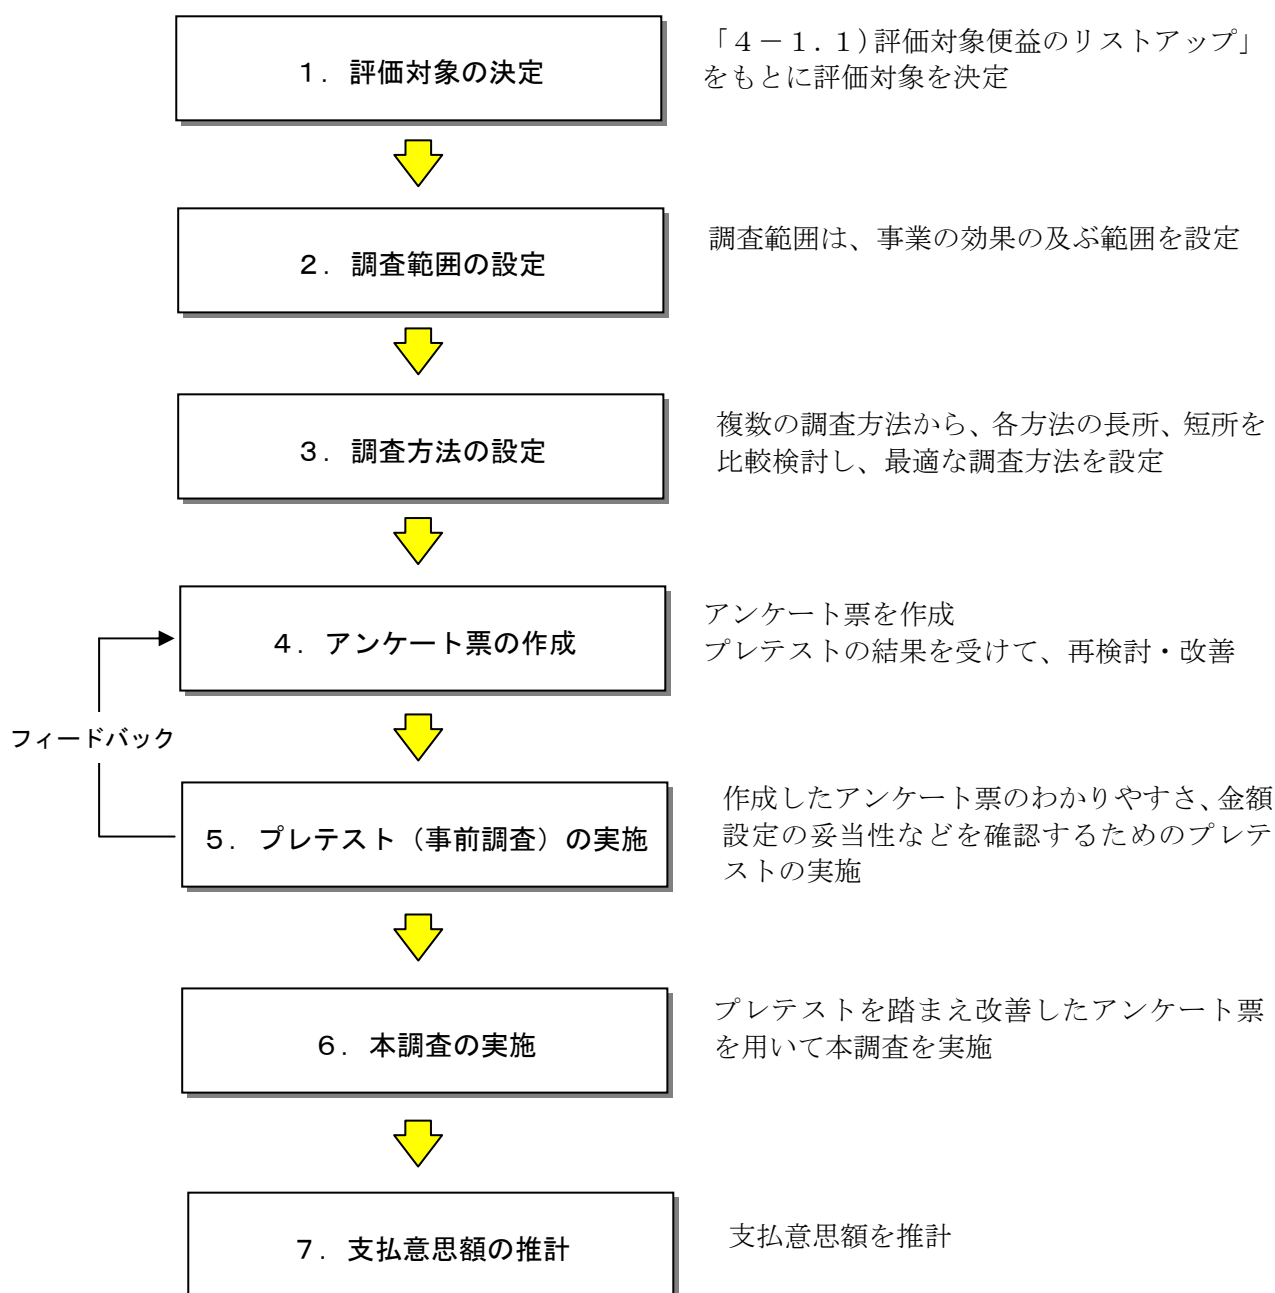 1．評価対象の決定
「4－1．1)評価対象便益のリストアップ」
をもとに評価対象を決定
2．調査範囲の設定
調査範囲は、事業の効果の及ぶ範囲を設定
3．調査方法の設定
複数の調査方法から、各方法の長所、短所を
比較検討し、最適な調査方法を設定
4．アンケート票の作成
アンケート票を作成
プレテストの結果を受けて、再検討・改善
フィードバック
5．プレテスト（事前調査）の実施
作成したアンケート票のわかりやすさ、金額
設定の妥当性などを確認するためのプレテ
ストの実施
6．本調査の実施
プレテストを踏まえ改善したアンケート票
を用いて本調査を実施
7．支払意思額の推計
支払意思額を推計